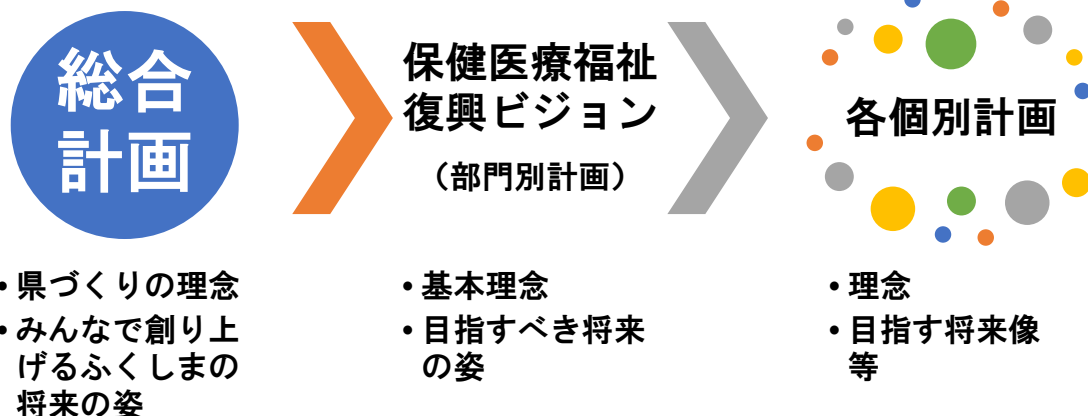 総合
計画
保健医療福祉
復興ビジョン
（部門別計画）
各個別計画
• 県づくりの理念
• みんなで創り上
げるふくしまの
将来の姿
• 基本理念
• 目指すべき将来
の姿
• 理念
• 目指す将来像
等